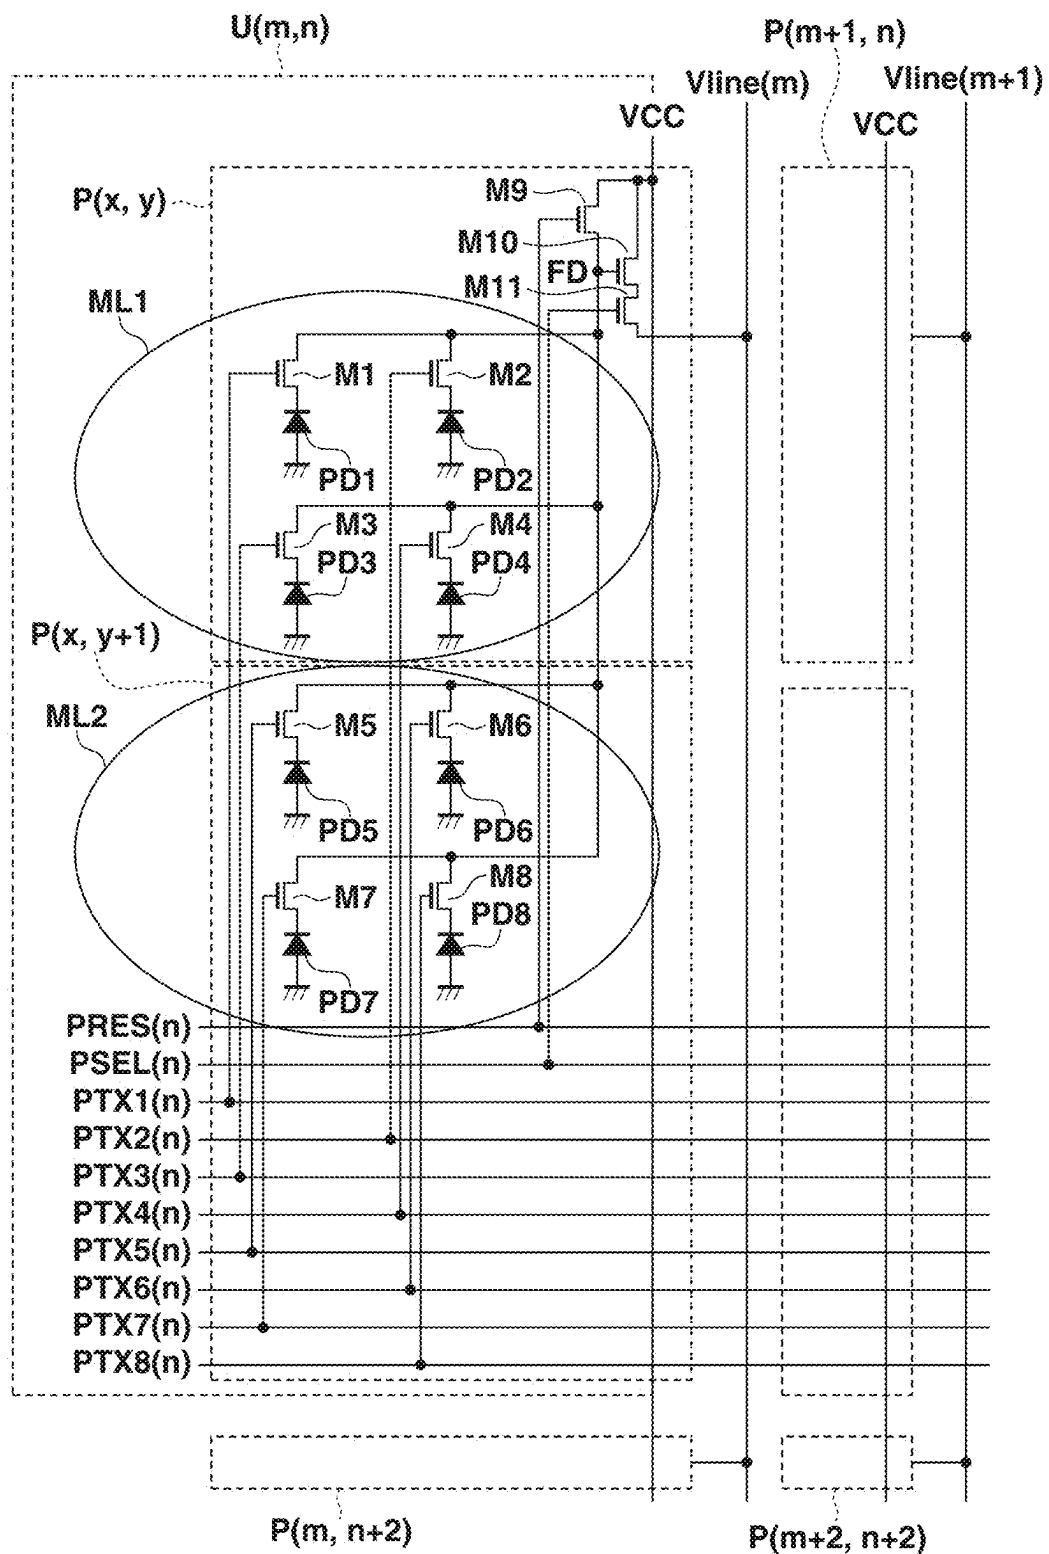 U(m,n)
P(m+1, n)
Vline(m)
Vline(m+1)
VCC
VCC
P(x, y)
M9
M10
FD
M11
ML1
M1
M2
PD1
PD2
M3
M4
PD3
PD4
P(x, y+1)
ML2
M5
M6
PD5
PD6
M7
M8
PD8
PD7
PRES(n)
PSEL(n)
PTX1(n)
PTX2(n)
PTX3(n)
PTX4(n)
PTX5(n)
PTX6(n)
PTX7(n)
PTX8(n)
P(m, n+2)
P(m+2, n+2)